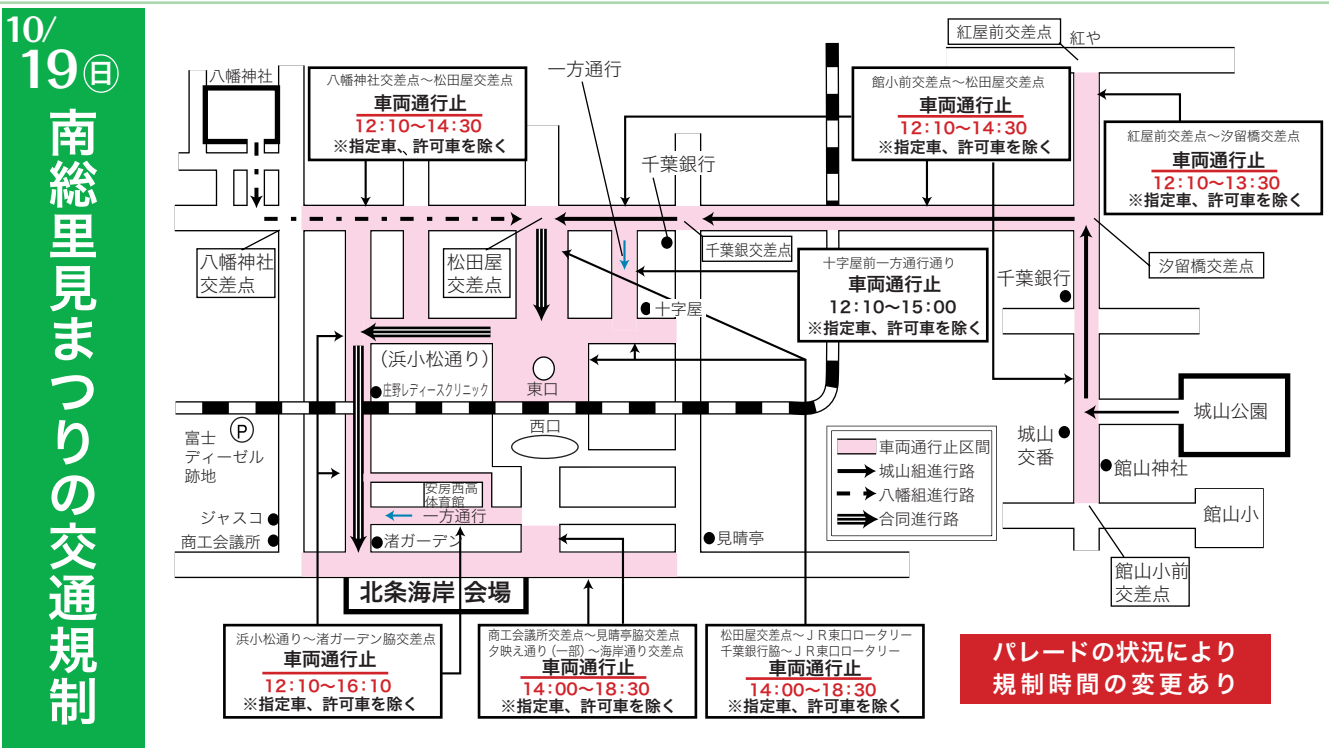 10/
19㊐
南総里見まつりの交通規制
八幡神社
八幡神社交差点～松田屋交差点
車両通行止
12：10～14：30
※指定車、許可車を除く
一方通行
千葉銀行
館小前交差点～松田屋交差点
車両通行止
12：10～14：30
※指定車、許可車を除く
紅屋前交差点
紅や
紅屋前交差点～汐留橋交差点
車両通行止
12：10～13：30
※指定車、許可車を除く
八幡神社
交差点
松田屋
交差点
千葉銀交差点
十字屋前一方通行通り
車両通行止
12：10～15：00
※指定車、許可車を除く
千葉銀行
汐留橋交差点
十字屋
（浜小松通り）
庄野レディースクリニック
東口
西口
富士
ディーゼル
跡地
Ⓟ
安房西高
体育館
一方通行
ジャスコ
商工会議所
渚ガーデン
見晴亭
車両通行止区間
城山組進行路
八幡組進行路
合同進行路
城山
交番
城山公園
館山神社
館山小
館山小前
交差点
北条海岸 会場
浜小松通り～渚ガーデン脇交差点
車両通行止
12：10～16：10
※指定車、許可車を除く
商工会議所交差点～見晴亭脇交差点
夕映え通り（一部）～海岸通り交差点
車両通行止
14：00～18：30
※指定車、許可車を除く
松田屋交差点～ＪＲ東口ロータリー
千葉銀行脇～ＪＲ東口ロータリー
車両通行止
14：00～18：30
※指定車、許可車を除く
パレードの状況により
規制時間の変更あり